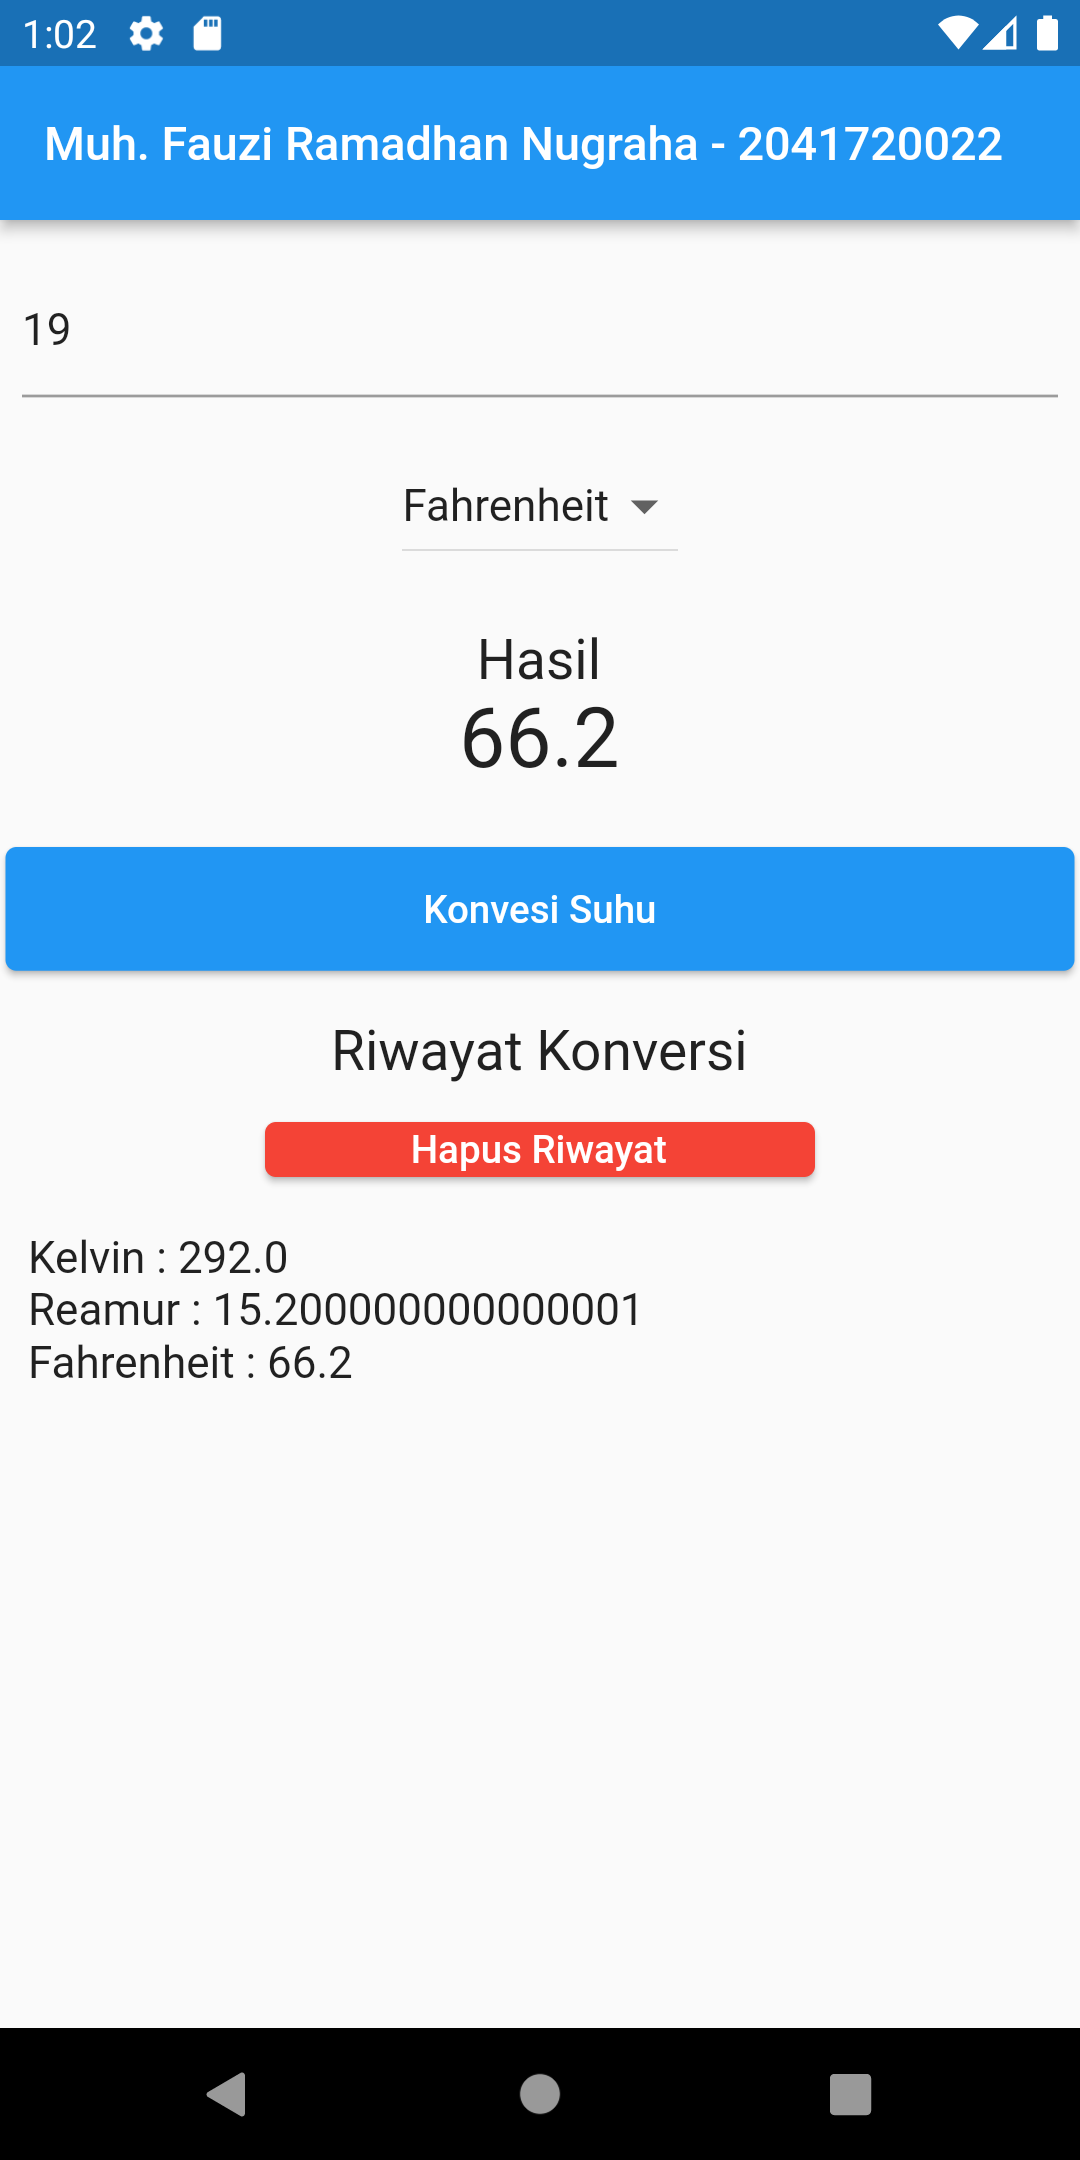 1:02
Muh. Fauzi Ramadhan Nugraha - 2041720022
19
Fahrenheit
Hasil
66.2
Konvesi Suhu
Riwayat Konversi
Hapus Riwayat
Kelvin : 292.0
Reamur : 15.200000000000001
Fahrenheit : 66.2